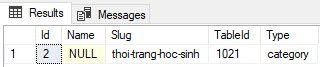 Results Messages
Id Name Slug TableId Type
1 2 NULL thoi-trang-hoc-sinh 1021 category